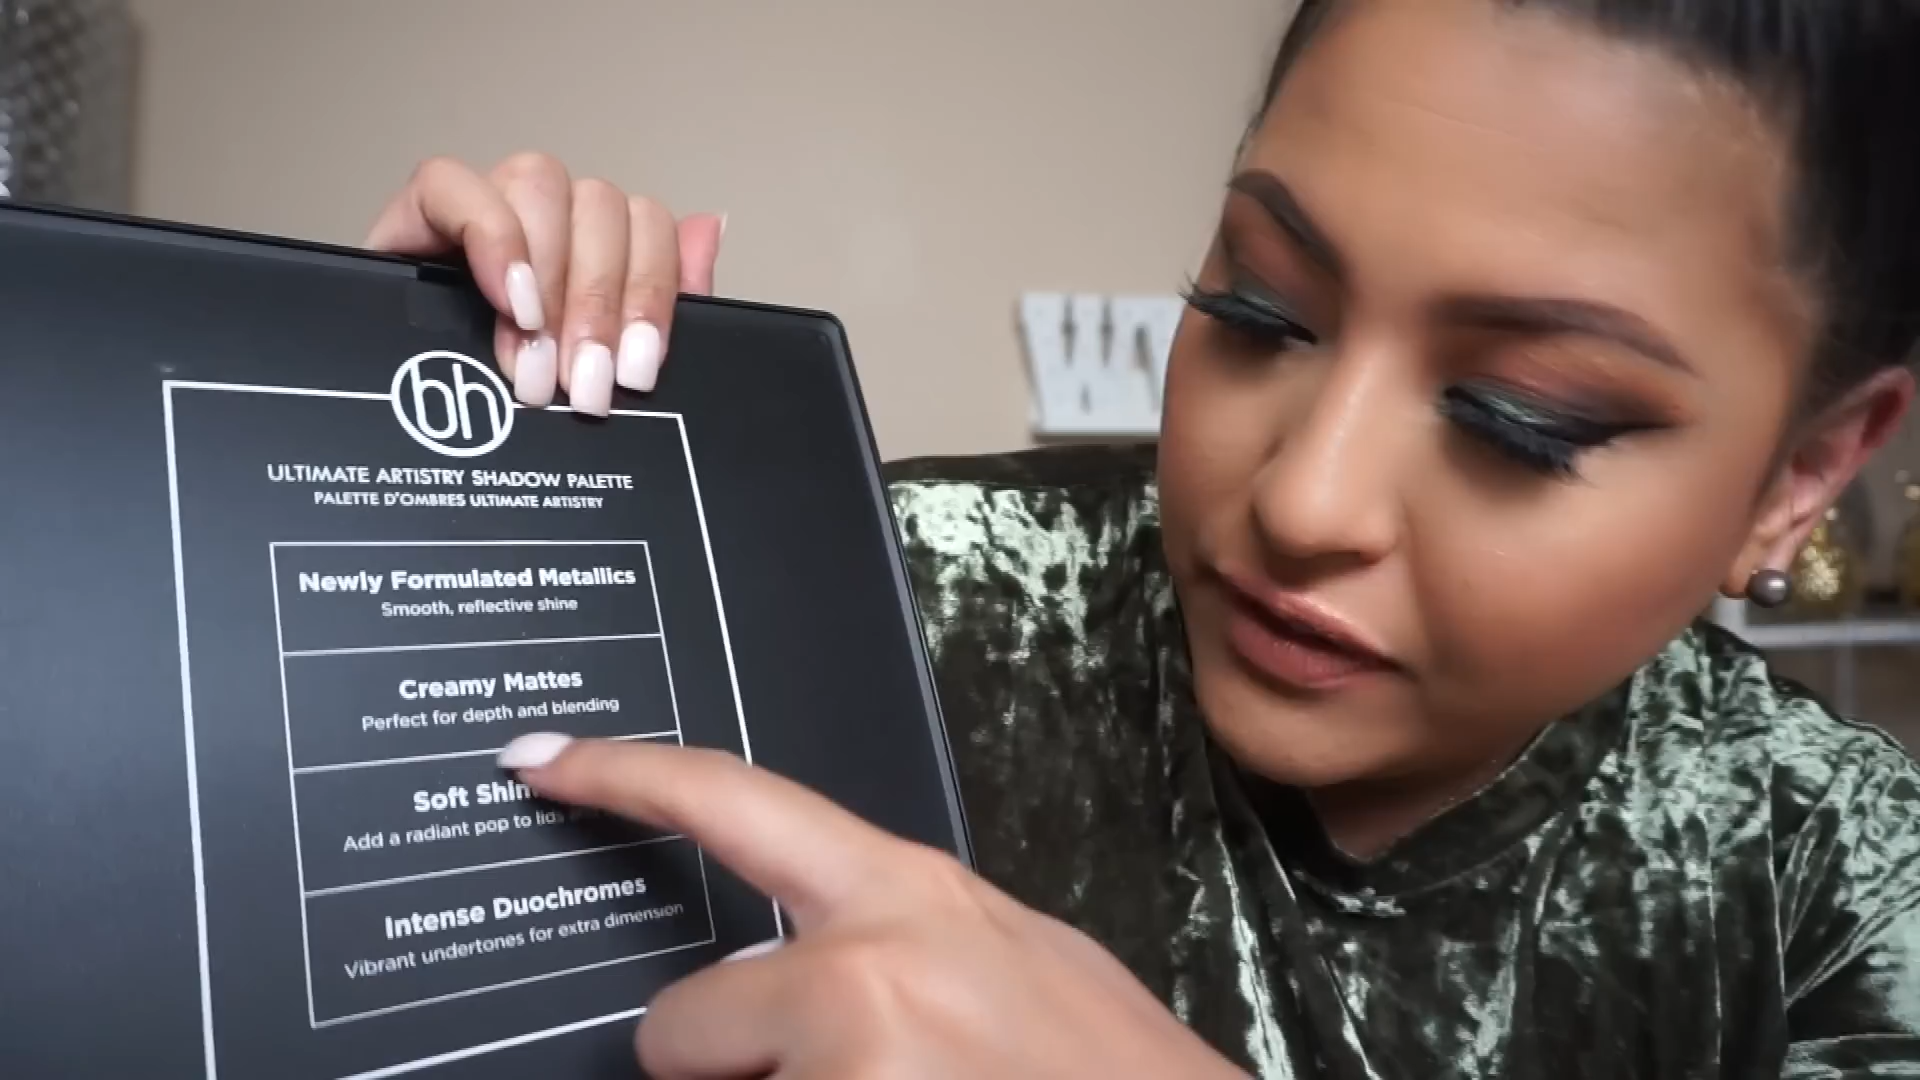 bh
ULTIMATE ARTISTRY SHADOW PALETTE
PALETTE D'OMBRES ULTIMATE ARTISTRY
Newly Formulated Metallics
Smooth, reflective shine
Creamy Mattes
Perfect for depth and blending
Soft
Add a radiant pop to lids
Intense Duochromes
Vibrant undertones for extra dimension